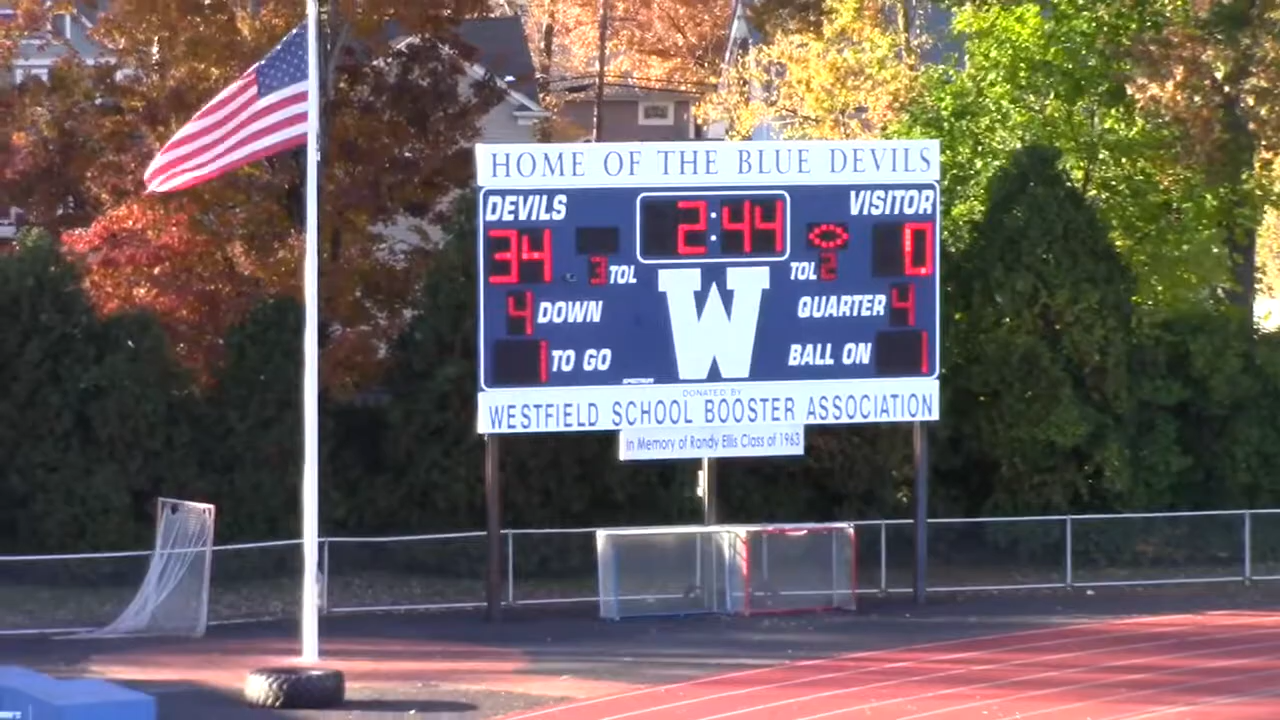 HOME OF THE BLUE DEVILS
DEVILS 2:44 VISITOR
34 0
3 TOL TOL 2
W
4 DOWN QUARTER 4
1 TO GO BALL ON 1
SPECTRUM
DONATED BY
WESTFIELD SCHOOL BOOSTER ASSOCIATION
In Memory of Randy Ellis Class of 1963